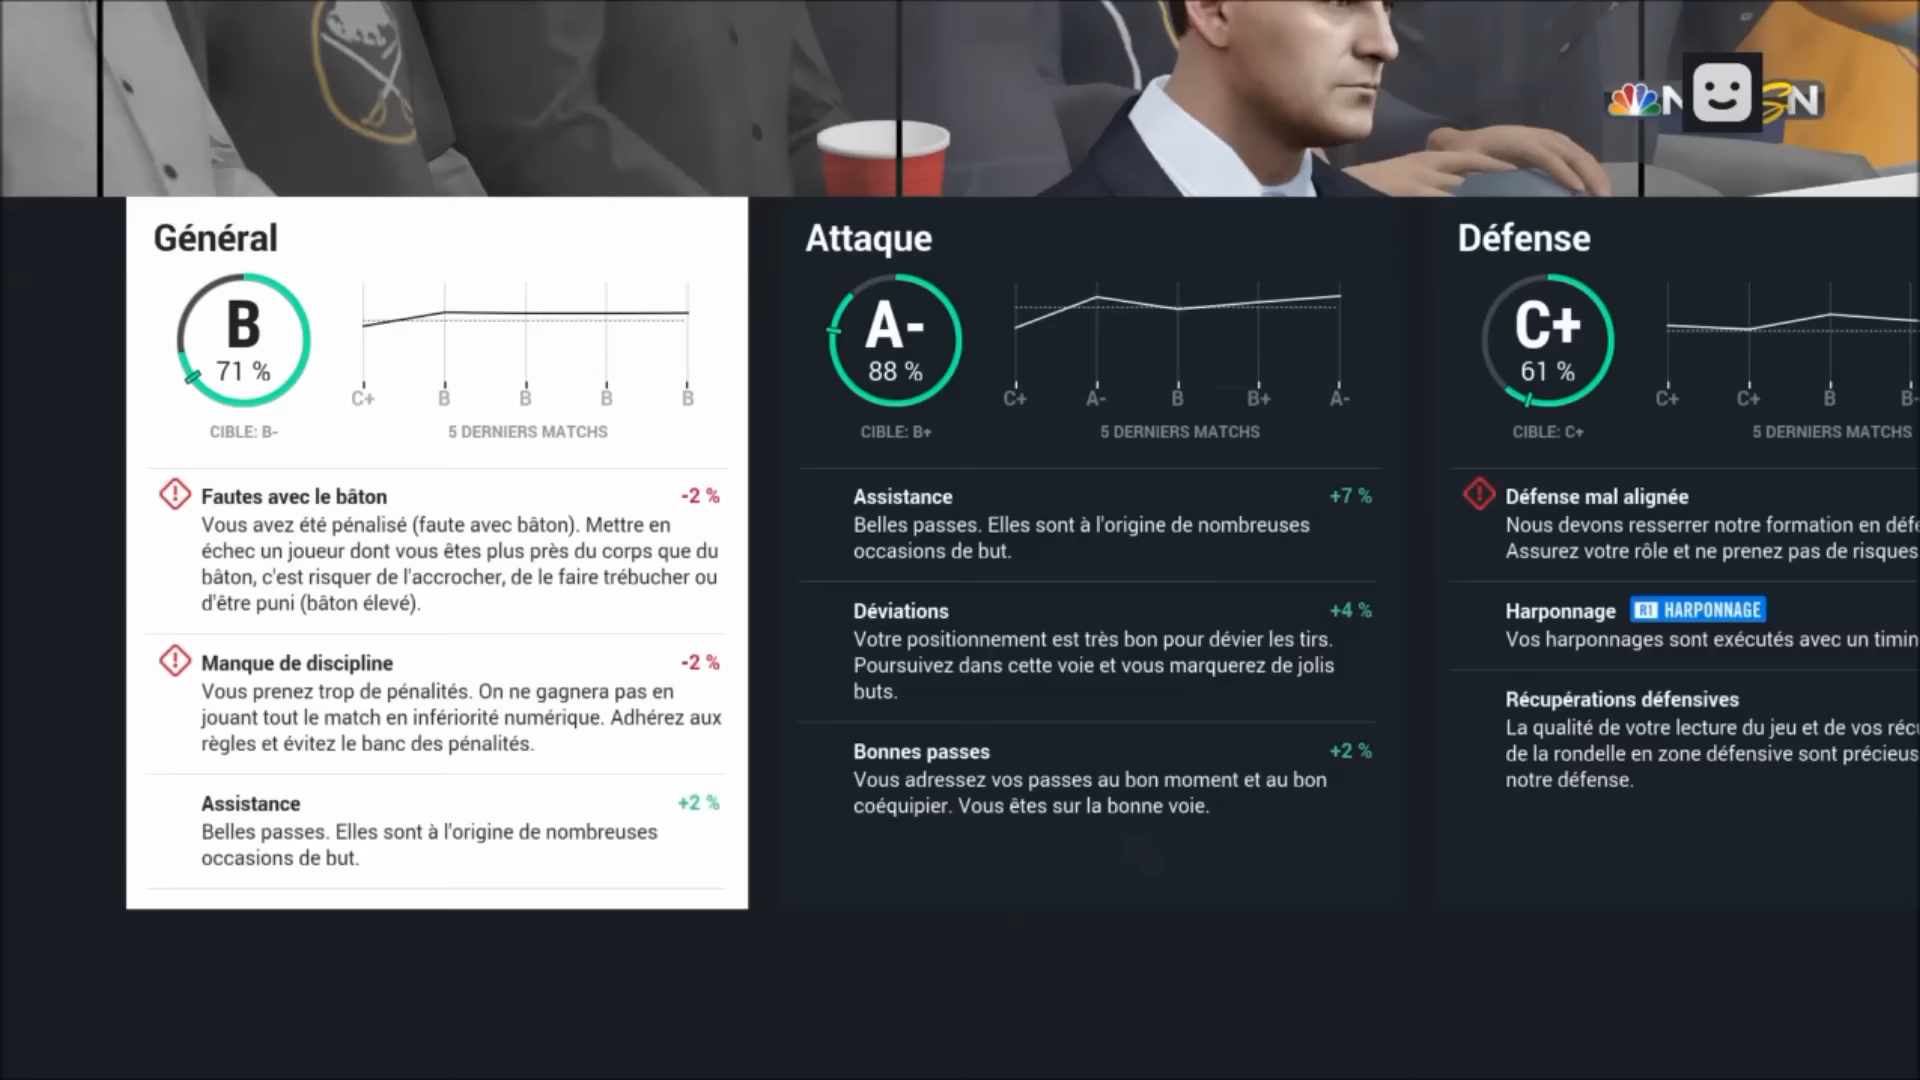 N
N
Général
B
71 %
CIBLE: B-
C+ B B B B
5 DERNIERS MATCHS
Fautes avec le bâton -2 %
Vous avez été pénalisé (faute avec bâton). Mettre en
échec un joueur dont vous êtes plus près du corps que du
bâton, c'est risquer de l'accrocher, de le faire trébucher ou
d'être puni (bâton élevé).
Manque de discipline -2 %
Vous prenez trop de pénalités. On ne gagnera pas en
jouant tout le match en infériorité numérique. Adhérez aux
règles et évitez le banc des pénalités.
Assistance +2 %
Belles passes. Elles sont à l'origine de nombreuses
occasions de but.
Attaque
A-
88 %
CIBLE: B+
C+ A- B B+ A-
5 DERNIERS MATCHS
Assistance +7 %
Belles passes. Elles sont à l'origine de nombreuses
occasions de but.
Déviations +4 %
Votre positionnement est très bon pour dévier les tirs.
Poursuivez dans cette voie et vous marquerez de jolis
buts.
Bonnes passes +2 %
Vous adressez vos passes au bon moment et au bon
coéquipier. Vous êtes sur la bonne voie.
Défense
C+
61 %
CIBLE: C+
C+ C+ B B-
5 DERNIERS MATCHS
Défense mal alignée
Nous devons resserrer notre formation en défe
Assurez votre rôle et ne prenez pas de risques
Harponnage R1 HARPONNAGE
Vos harponnages sont exécutés avec un timin
Récupérations défensives
La qualité de votre lecture du jeu et de vos récu
de la rondelle en zone défensive sont précieus
notre défense.